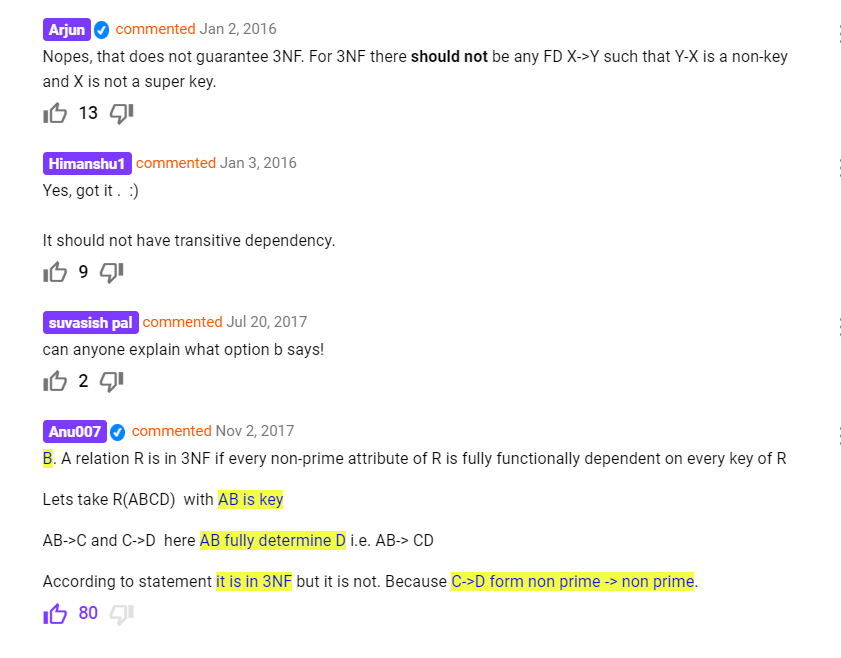 Arjun commented Jan 2, 2016
Nopes, that does not guarantee 3NF. For 3NF there should not be any FD X->Y such that Y-X is a non-key
and X is not a super key.
13
Himanshu1 commented Jan 3, 2016
Yes, got it .  :)
It should not have transitive dependency.
9
suvasish pal commented Jul 20, 2017
can anyone explain what option b says!
2
Anu007 commented Nov 2, 2017
B. A relation R is in 3NF if every non-prime attribute of R is fully functionally dependent on every key of R
Lets take R(ABCD)  with AB is key
AB->C and C->D  here AB fully determine D i.e. AB-> CD
According to statement it is in 3NF but it is not. Because C->D form non prime -> non prime.
80